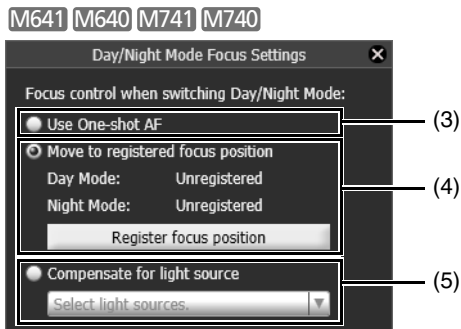 M641 M640 M741 M740
Day/Night Mode Focus Settings
Focus control when switching Day/Night Mode:
Use One-shot AF
(3)
Move to registered focus position
Day Mode: Unregistered
(4)
Night Mode: Unregistered
Register focus position
Compensate for light source
(5)
Select light sources.